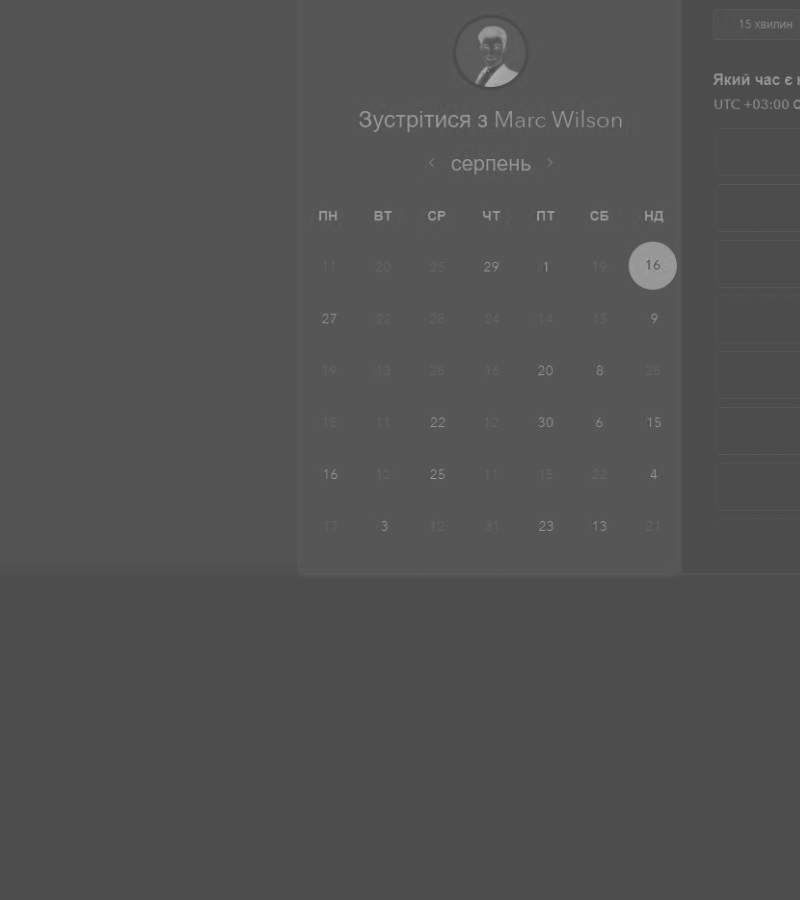 15 хвилин
Зустрітися з Marc Wilson
серпень
ПН ВТ СР ЧТ ПТ СБ НД
11 20 25 29 1 19 16
27 22 28 24 14 15 9
19 13 26 16 20 8 28
18 11 22 12 30 6 15
16 12 25 11 15 22 4
17 3 12 31 23 13 21
Який час є
UTC +03:00